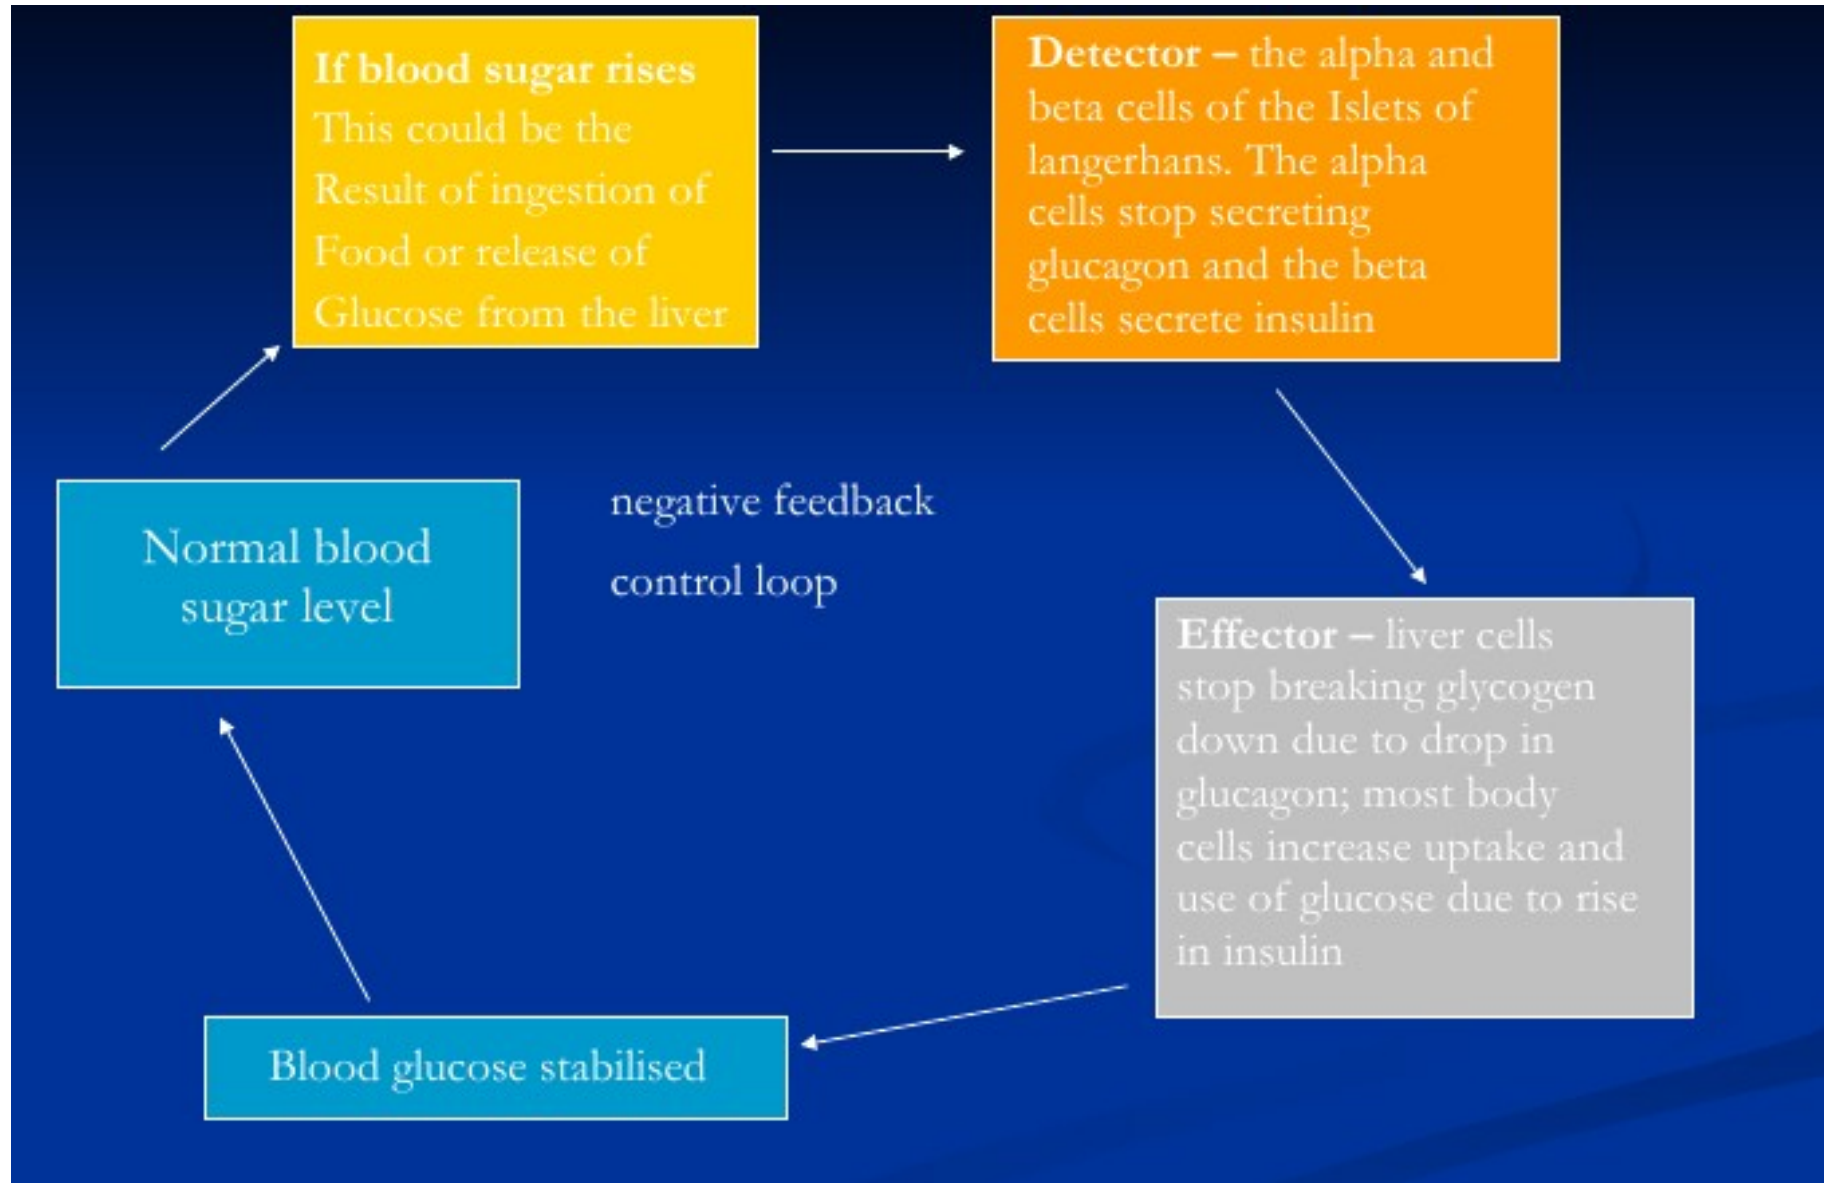 If blood sugar rises
This could be the
Result of ingestion of
Food or release of
Glucose from the liver
Detector – the alpha and
beta cells of the Islets of
langerhans. The alpha
cells stop secreting
glucagon and the beta
cells secrete insulin
Normal blood
sugar level
negative feedback
control loop
Effector – liver cells
stop breaking glycogen
down due to drop in
glucagon; most body
cells increase uptake and
use of glucose due to rise
in insulin
Blood glucose stabilised